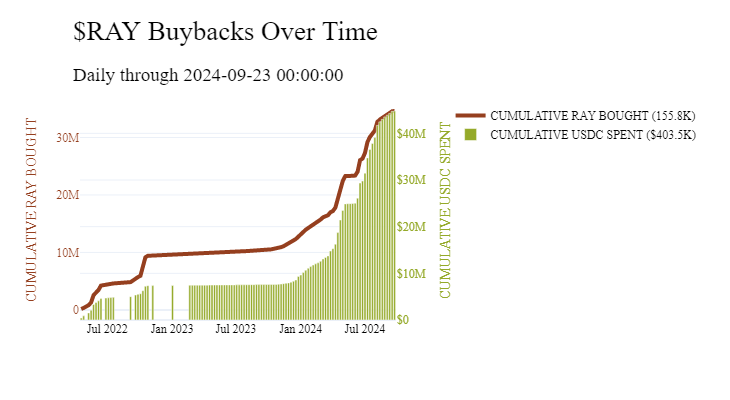 $RAY Buybacks Over Time
Daily through 2024-09-23 00:00:00
CUMULATIVE RAY BOUGHT
30M
20M
10M
0
Jul 2022
Jan 2023
Jul 2023
Jan 2024
Jul 2024
$40M
$30M
$20M
$10M
$0
CUMULATIVE USDC SPENT
CUMULATIVE RAY BOUGHT (155.8K)
CUMULATIVE USDC SPENT ($403.5K)